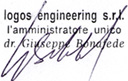 logos engineering s.r.l.
l'amministratore unico
dr. Giuseppe Bonafede